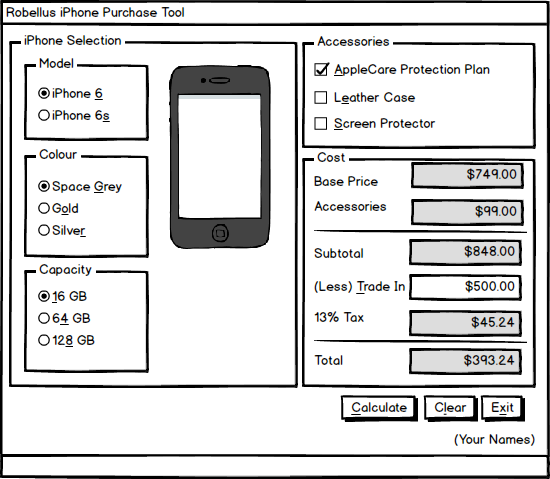 Robellus iPhone Purchase Tool
iPhone Selection
Model
iPhone 6
iPhone 6s
Colour
Space Grey
Gold
Silver
Capacity
16 GB
64 GB
128 GB
Accessories
AppleCare Protection Plan
Leather Case
Screen Protector
Cost
Base Price $749.00
Accessories $99.00
Subtotal $848.00
(Less) Trade In $500.00
13% Tax $45.24
Total $393.24
Calculate Clear Exit
(Your Names)